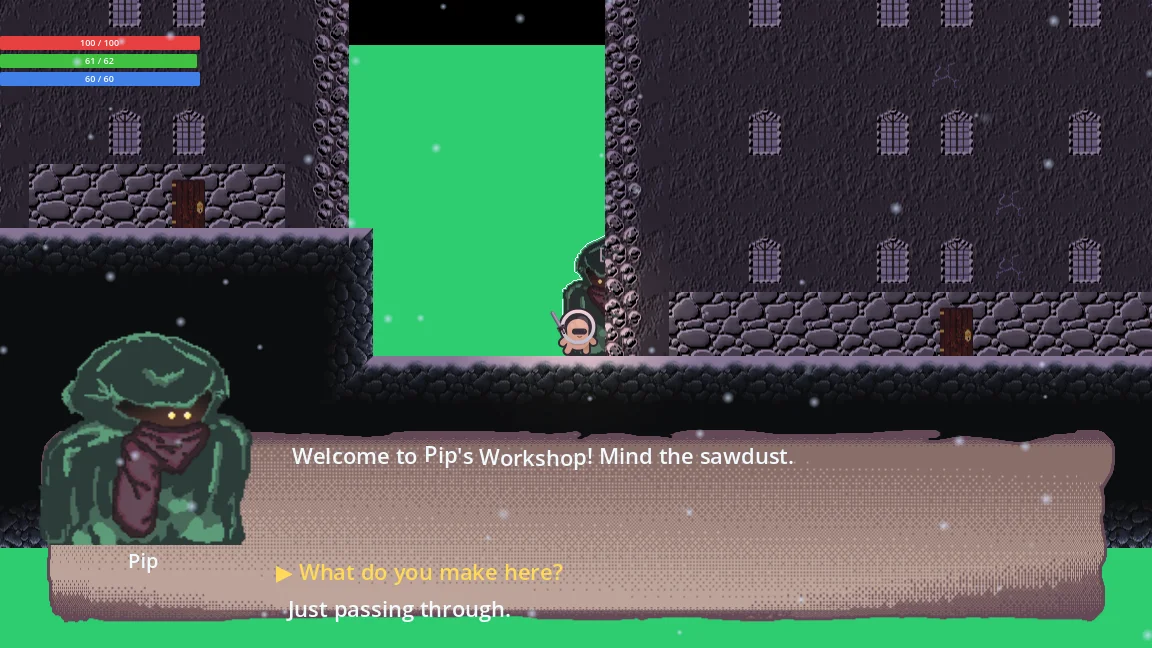 100 / 100
61 / 62
60 / 60
Welcome to Pip's Workshop! Mind the sawdust.
Pip
▶ What do you make here?
Just passing through.